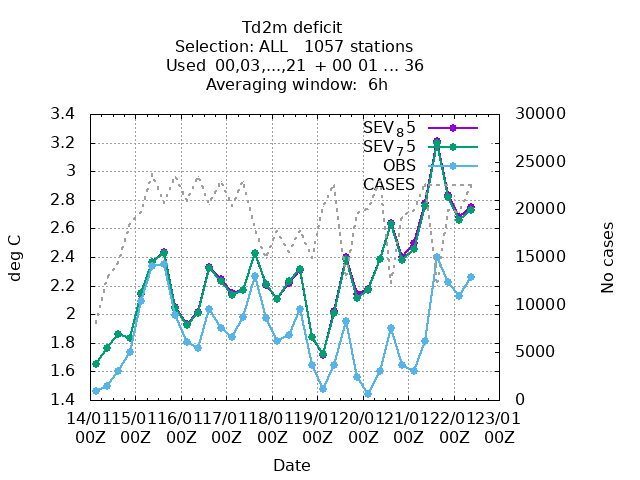 Td2m deficit
Selection: ALL   1057 stations
Used  00,03,...,21  + 00 01 ... 36
Averaging window:  6h
3.4
3.2
3
2.8
2.6
2.4
2.2
2
1.8
1.6
1.4
deg C
SEV85
SEV75
OBS
CASES
30000
25000
20000
15000
10000
5000
0
No cases
14/01 15/01 16/01 17/01 18/01 19/01 20/01 21/01 22/01 23/01
00Z 00Z 00Z 00Z 00Z 00Z 00Z 00Z 00Z 00Z
Date